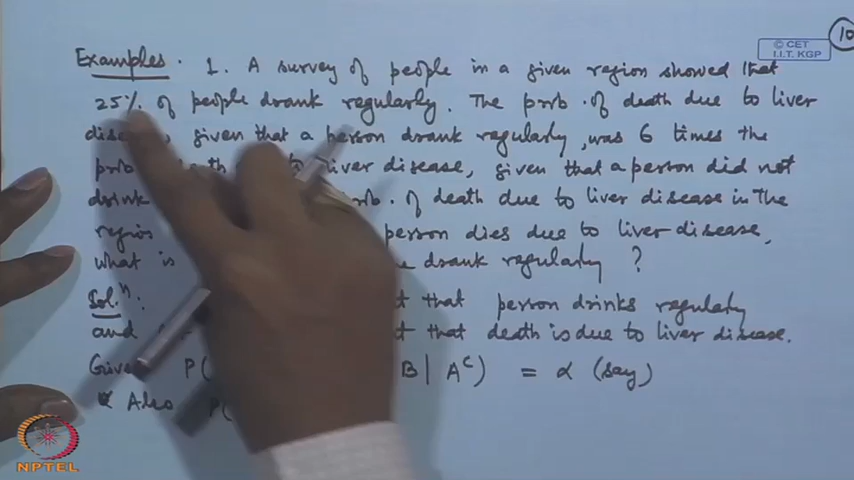 10
© CET
I.I.T. KGP
Examples. 1. A survey of people in a given region showed that
25% of people drank regularly. The prob. of death due to liver
given that a person drank regularly, was 6 times the
liver disease, given that a person did not
drink of death due to liver disease in the
person dies due to liver disease,
what is drank regularly ?
Solⁿ: that person drinks regularly
and that death is due to liver disease.
P( B | Aᶜ) = α (say)
Also P(
NPTEL